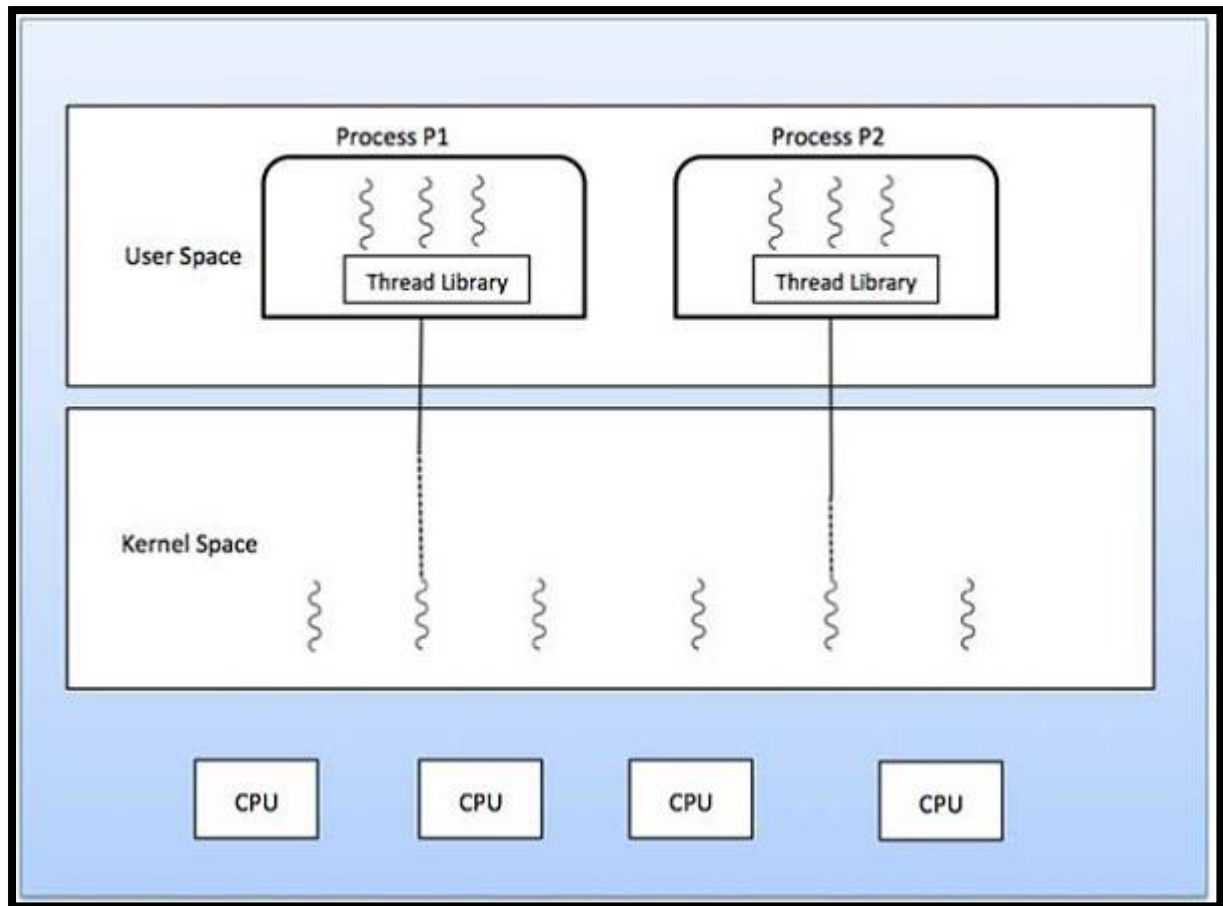 Process P1
Process P2
User Space
Thread Library
Thread Library
Kernel Space
CPU
CPU
CPU
CPU